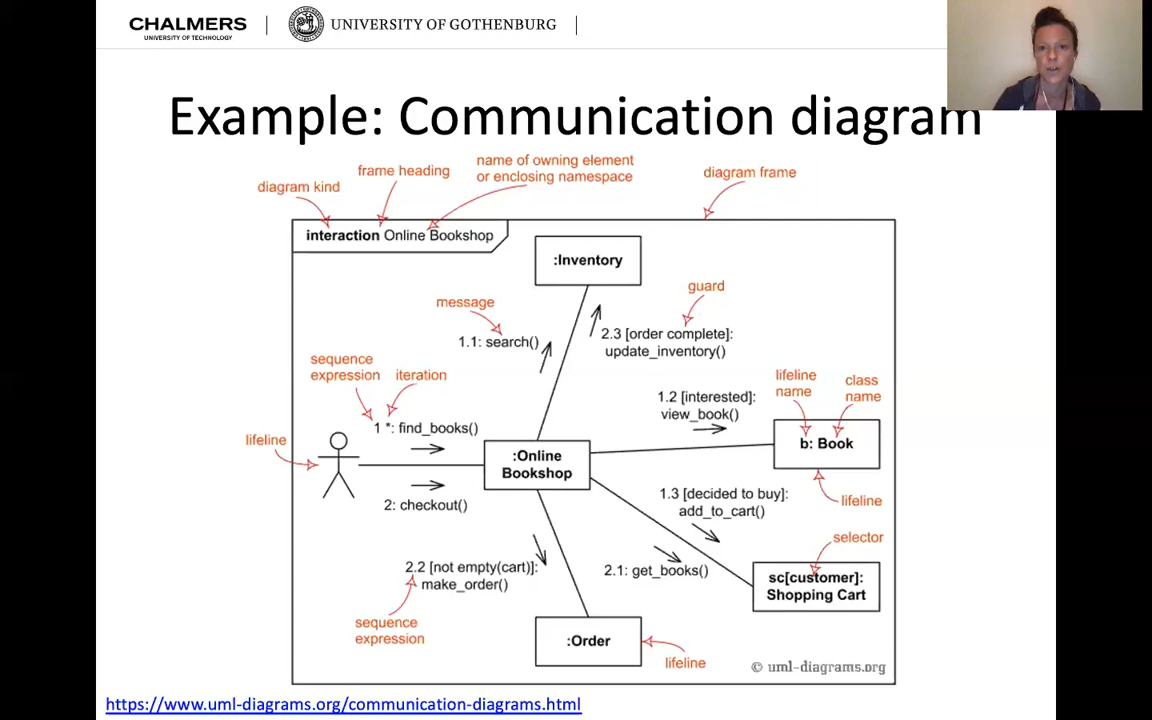 CHALMERS
UNIVERSITY OF TECHNOLOGY
UNIVERSITY OF GOTHENBURG
Example: Communication diagram
diagram kind
frame heading
name of owning element
or enclosing namespace
diagram frame
interaction Online Bookshop
:Inventory
message
1.1: search()
guard
2.3 [order complete]:
update_inventory()
sequence
expression
iteration
1 *: find_books()
lifeline
1.2 [interested]:
view_book()
lifeline
name
class
name
b: Book
lifeline
:Online
Bookshop
2: checkout()
1.3 [decided to buy]:
add_to_cart()
selector
2.2 [not empty(cart)]:
make_order()
2.1: get_books()
sc[customer]:
Shopping Cart
sequence
expression
:Order
lifeline
© uml-diagrams.org
https://www.uml-diagrams.org/communication-diagrams.html